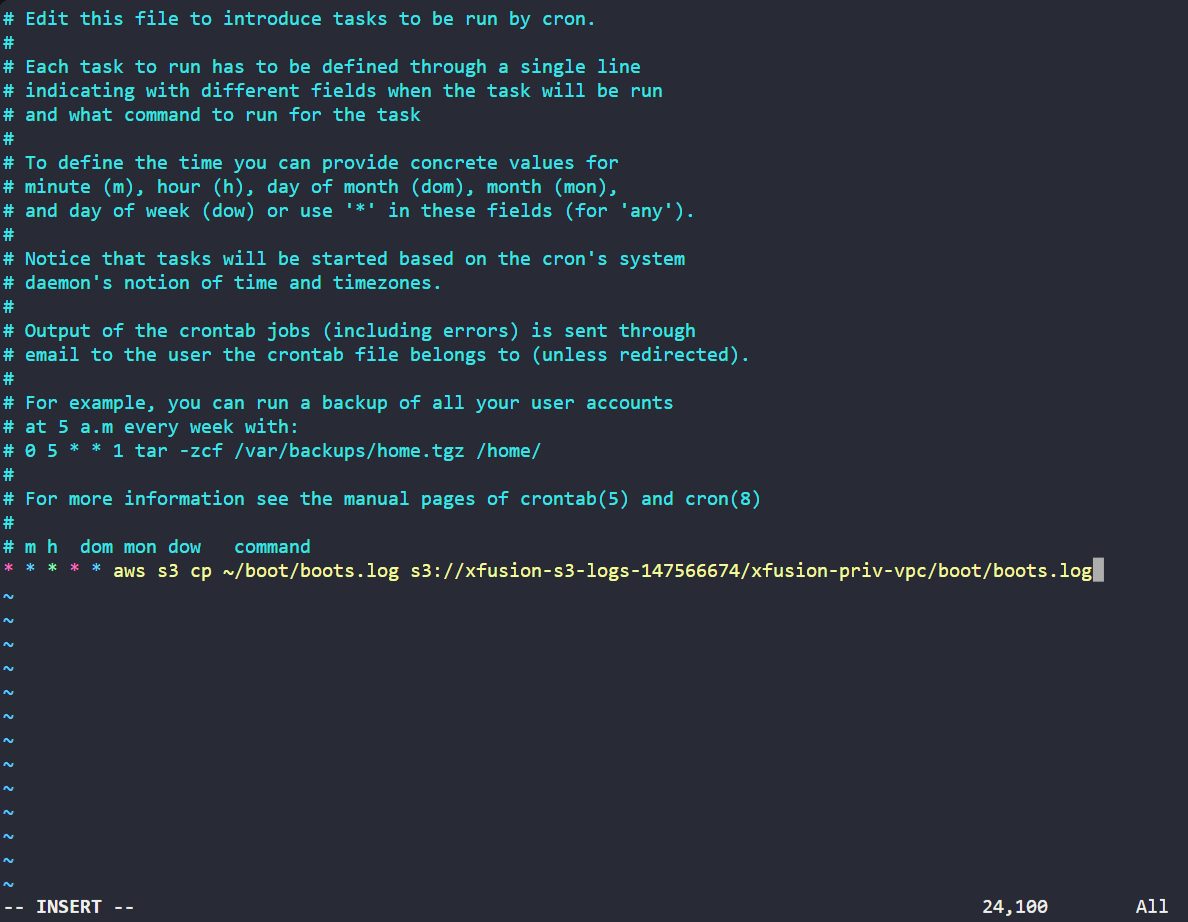 # Edit this file to introduce tasks to be run by cron.
#
# Each task to run has to be defined through a single line
# indicating with different fields when the task will be run
# and what command to run for the task
#
# To define the time you can provide concrete values for
# minute (m), hour (h), day of month (dom), month (mon),
# and day of week (dow) or use '*' in these fields (for 'any').
#
# Notice that tasks will be started based on the cron's system
# daemon's notion of time and timezones.
#
# Output of the crontab jobs (including errors) is sent through
# email to the user the crontab file belongs to (unless redirected).
#
# For example, you can run a backup of all your user accounts
# at 5 a.m every week with:
# 0 5 * * 1 tar -zcf /var/backups/home.tgz /home/
#
# For more information see the manual pages of crontab(5) and cron(8)
#
# m h  dom mon dow   command
* * * * * aws s3 cp ~/boot/boots.log s3://xfusion-s3-logs-147566674/xfusion-priv-vpc/boot/boots.log
~
~
~
~
~
~
~
~
~
~
~
~
~
-- INSERT -- 24,100 All